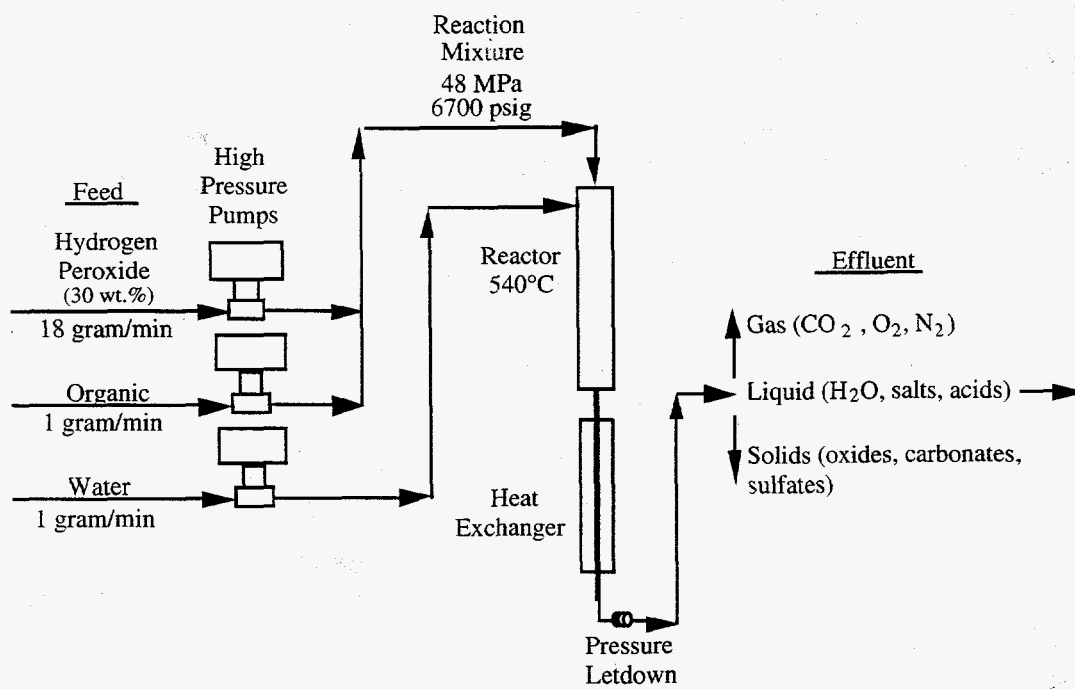 Reaction
Mixture
48 MPa
6700 psig
High
Pressure
Pumps
Feed
Hydrogen
Peroxide
(30 wt.%)
18 gram/min
Organic
1 gram/min
Water
1 gram/min
Reactor
540°C
Heat
Exchanger
Pressure
Letdown
Effluent
Gas (CO2, O2, N2)
Liquid (H2O, salts, acids)
Solids (oxides, carbonates,
sulfates)